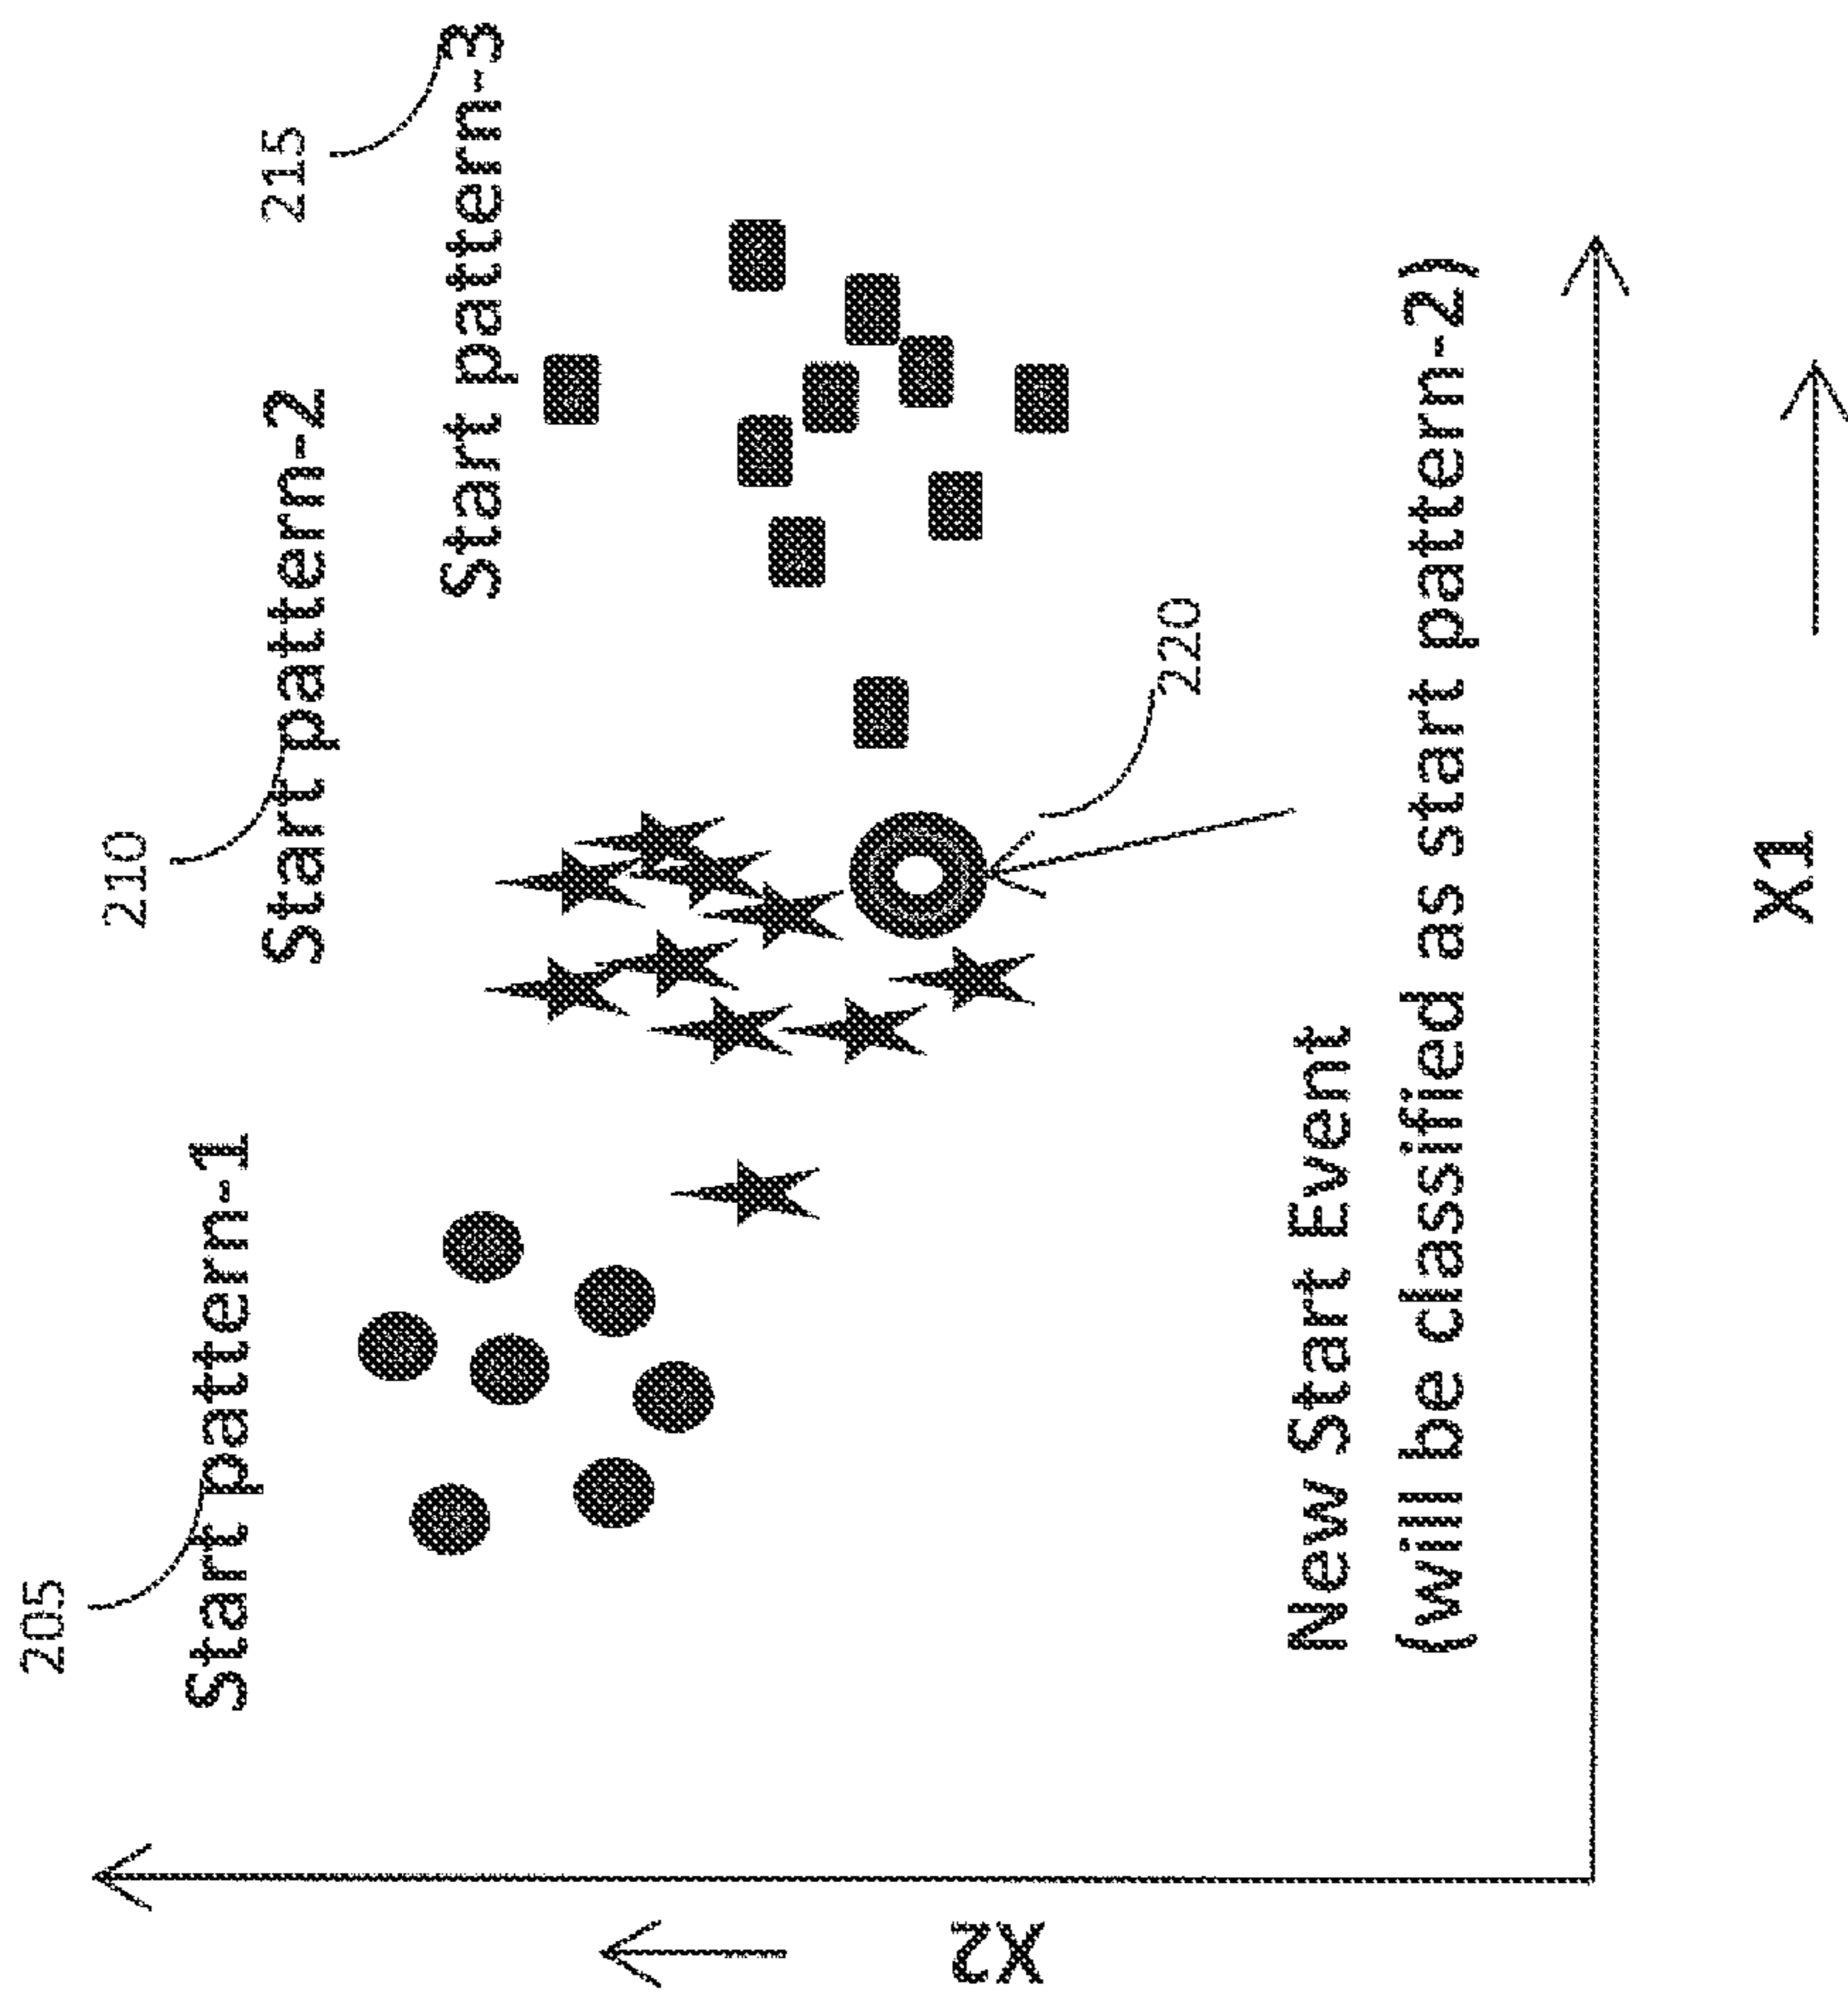 205
Start pattern-1
210
Start pattern-2
215
Start pattern-3
220
New Start Event
(will be classified as start pattern-2)
X2
X1